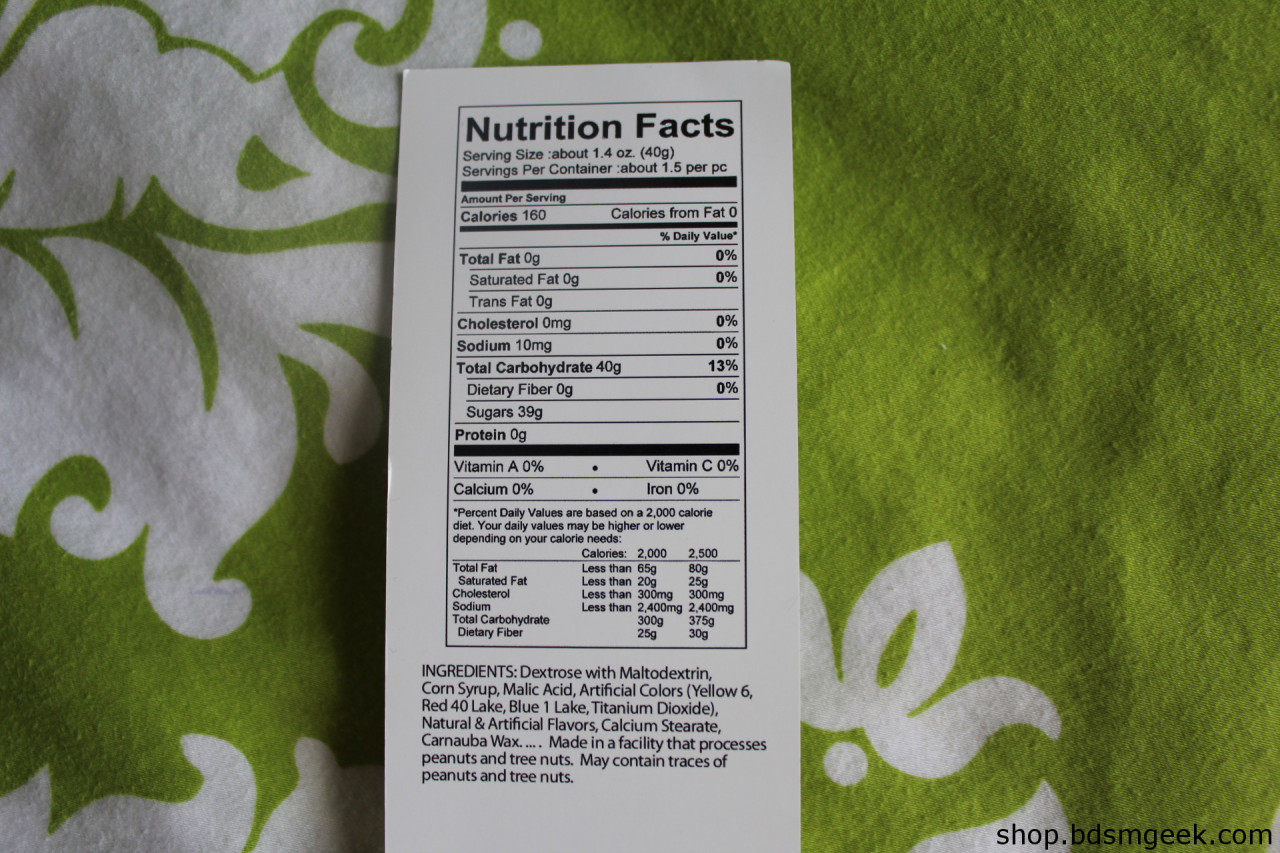 Nutrition Facts
Serving Size :about 1.4 oz. (40g)
Servings Per Container :about 1.5 per pc
Amount Per Serving
Calories 160 Calories from Fat 0
% Daily Value*
Total Fat 0g 0%
Saturated Fat 0g 0%
Trans Fat 0g
Cholesterol 0mg 0%
Sodium 10mg 0%
Total Carbohydrate 40g 13%
Dietary Fiber 0g 0%
Sugars 39g
Protein 0g
Vitamin A 0% • Vitamin C 0%
Calcium 0% • Iron 0%
*Percent Daily Values are based on a 2,000 calorie
diet. Your daily values may be higher or lower
depending on your calorie needs:
Calories: 2,000 2,500
Total Fat Less than 65g 80g
Saturated Fat Less than 20g 25g
Cholesterol Less than 300mg 300mg
Sodium Less than 2,400mg 2,400mg
Total Carbohydrate 300g 375g
Dietary Fiber 25g 30g
INGREDIENTS: Dextrose with Maltodextrin,
Corn Syrup, Malic Acid, Artificial Colors (Yellow 6,
Red 40 Lake, Blue 1 Lake, Titanium Dioxide),
Natural & Artificial Flavors, Calcium Stearate,
Carnauba Wax. ... . Made in a facility that processes
peanuts and tree nuts. May contain traces of
peanuts and tree nuts.
shop.bdsmgeek.com